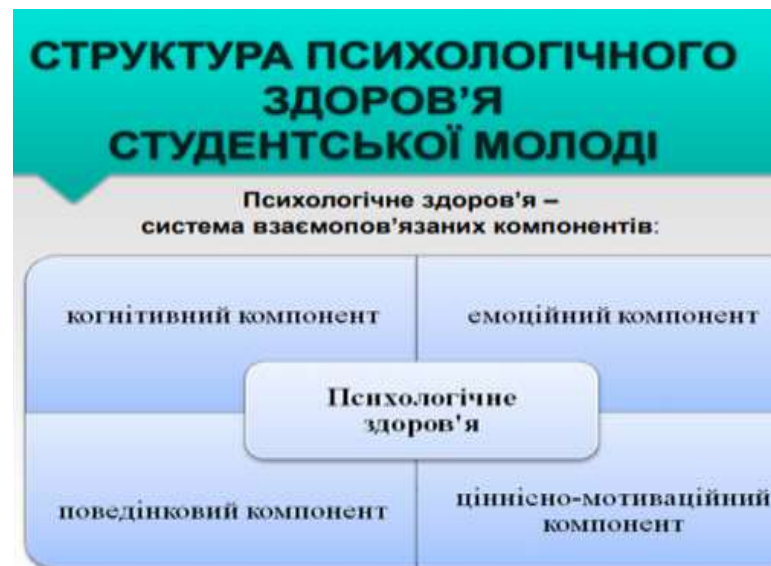 СТРУКТУРА ПСИХОЛОГІЧНОГО
ЗДОРОВ’Я
СТУДЕНТСЬКОЇ МОЛОДІ
Психологічне здоров’я –
система взаємопов’язаних компонентів:
когнітивний компонент
емоційний компонент
Психологічне
здоров'я
поведінковий компонент
ціннісно-мотиваційний
компонент